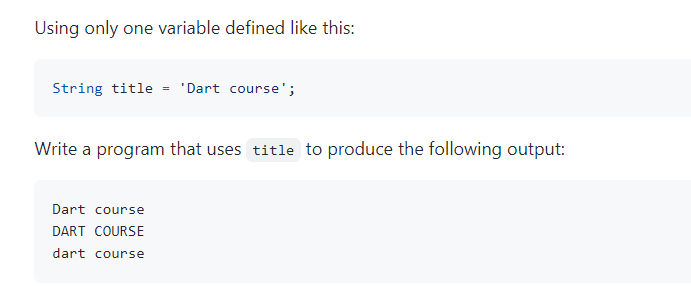 Using only one variable defined like this:
String title = 'Dart course';
Write a program that uses title to produce the following output:
Dart course
DART COURSE
dart course